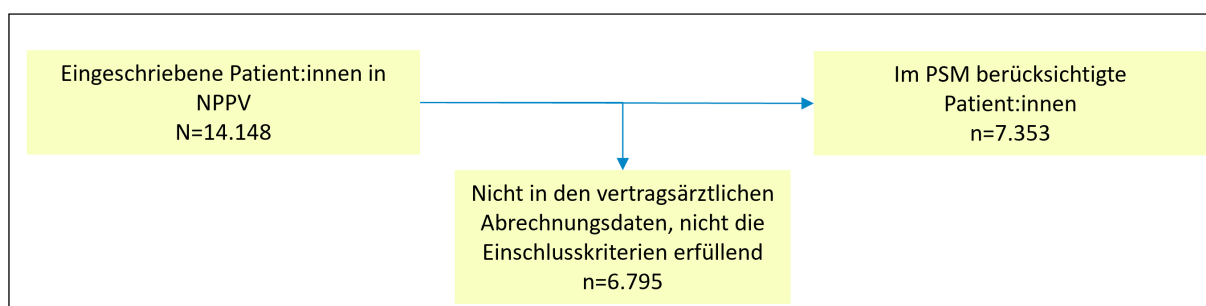 Eingeschriebene Patient:innen in
NPPV
N=14.148
Im PSM berücksichtigte
Patient:innen
n=7.353
Nicht in den vertragsärztlichen
Abrechnungsdaten, nicht die
Einschlusskriterien erfüllend
n=6.795